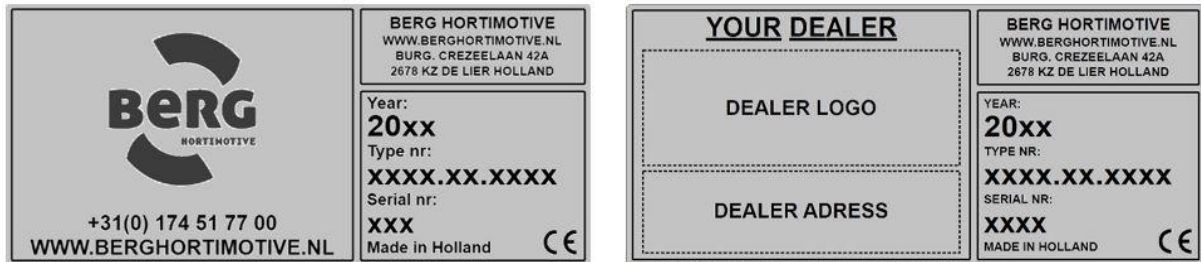 BERG
HORTIMOTIVE
+31(0) 174 51 77 00
WWW.BERGHORTIMOTIVE.NL
BERG HORTIMOTIVE
WWW.BERGHORTIMOTIVE.NL
BURG. CREZEELAAN 42A
2678 KZ DE LIER HOLLAND
Year:
20xx
Type nr:
xxxx.xx.xxxx
Serial nr:
xxx
Made in Holland
CE
YOUR DEALER
DEALER LOGO
DEALER ADRESS
BERG HORTIMOTIVE
WWW.BERGHORTIMOTIVE.NL
BURG. CREZEELAAN 42A
2678 KZ DE LIER HOLLAND
YEAR:
20xx
TYPE NR:
xxxx.xx.xxxx
SERIAL NR:
xxxx
MADE IN HOLLAND
CE